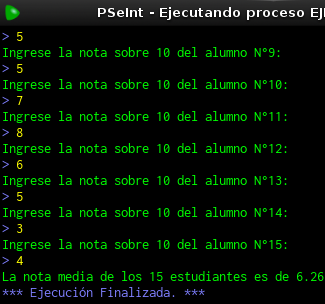 PSeInt - Ejecutando proceso EJE
> 5
Ingrese la nota sobre 10 del alumno N°9:
> 5
Ingrese la nota sobre 10 del alumno N°10:
> 7
Ingrese la nota sobre 10 del alumno N°11:
> 8
Ingrese la nota sobre 10 del alumno N°12:
> 6
Ingrese la nota sobre 10 del alumno N°13:
> 5
Ingrese la nota sobre 10 del alumno N°14:
> 3
Ingrese la nota sobre 10 del alumno N°15:
> 4
La nota media de los 15 estudiantes es de 6.26
*** Ejecución Finalizada. ***